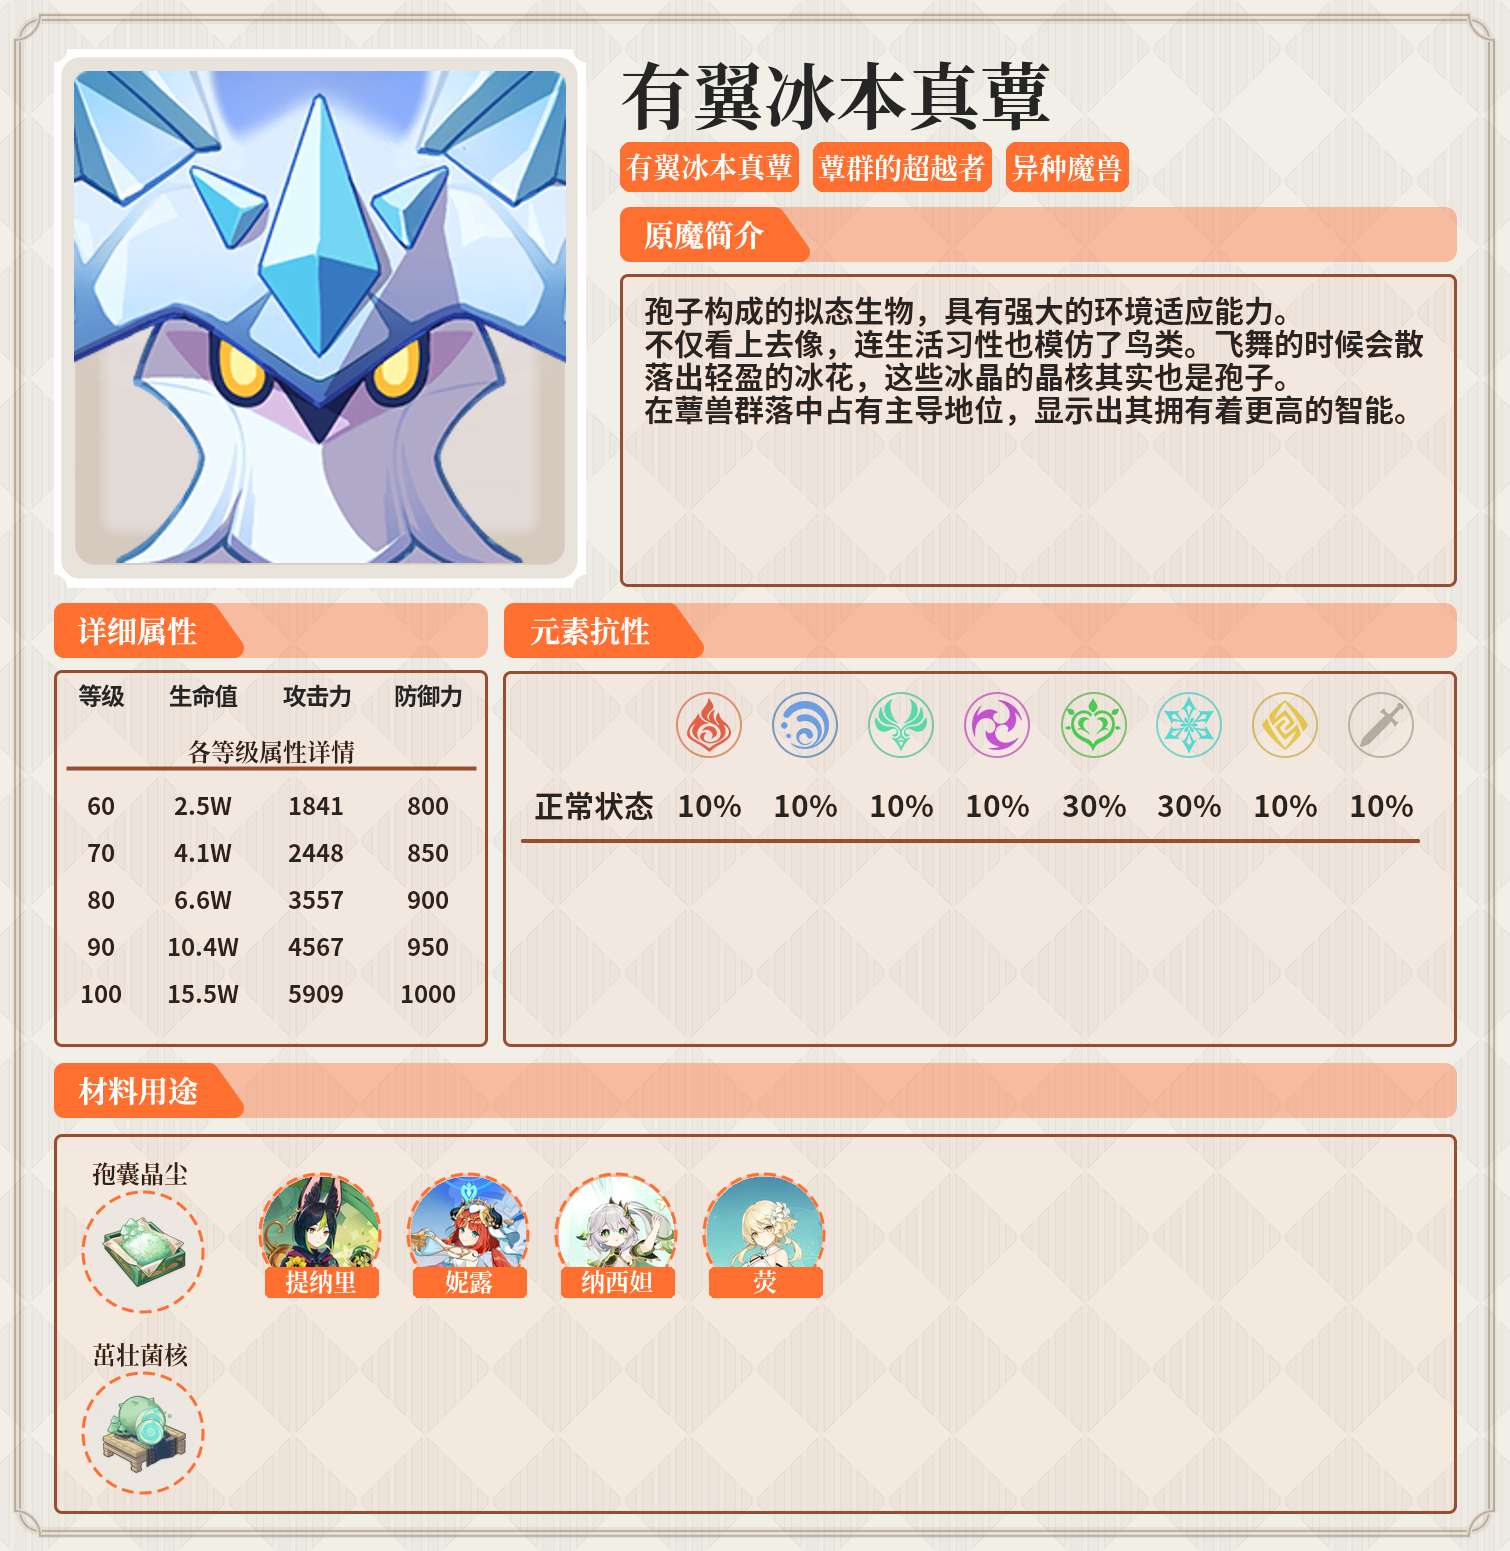 有翼冰本真蕈
有翼冰本真蕈 蕈群的超越者 异种魔兽
原魔简介
孢子构成的拟态生物，具有强大的环境适应能力。
不仅看上去像，连生活习性也模仿了鸟类。飞舞的时候会散
落出轻盈的冰花，这些冰晶的晶核其实也是孢子。
在蕈兽群落中占有主导地位，显示出其拥有着更高的智能。
详细属性
等级 生命值 攻击力 防御力
各等级属性详情
60 2.5W 1841 800
70 4.1W 2448 850
80 6.6W 3557 900
90 10.4W 4567 950
100 15.5W 5909 1000
元素抗性
正常状态 10% 10% 10% 10% 30% 30% 10% 10%
材料用途
孢囊晶尘
提纳里 妮露 纳西妲 荧
茁壮菌核